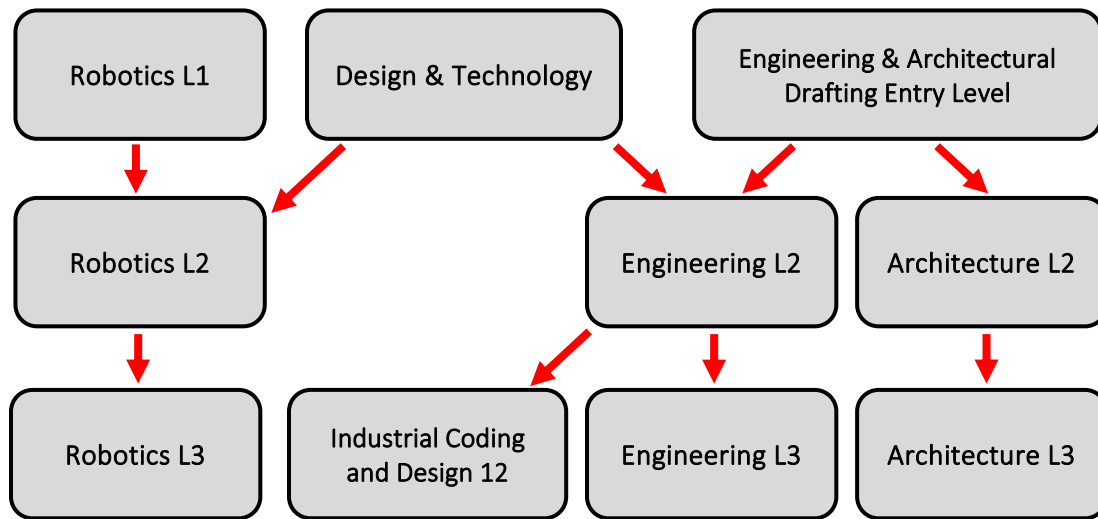 Robotics L1
Design & Technology
Engineering & Architectural
Drafting Entry Level
Robotics L2
Engineering L2
Architecture L2
Robotics L3
Industrial Coding
and Design 12
Engineering L3
Architecture L3